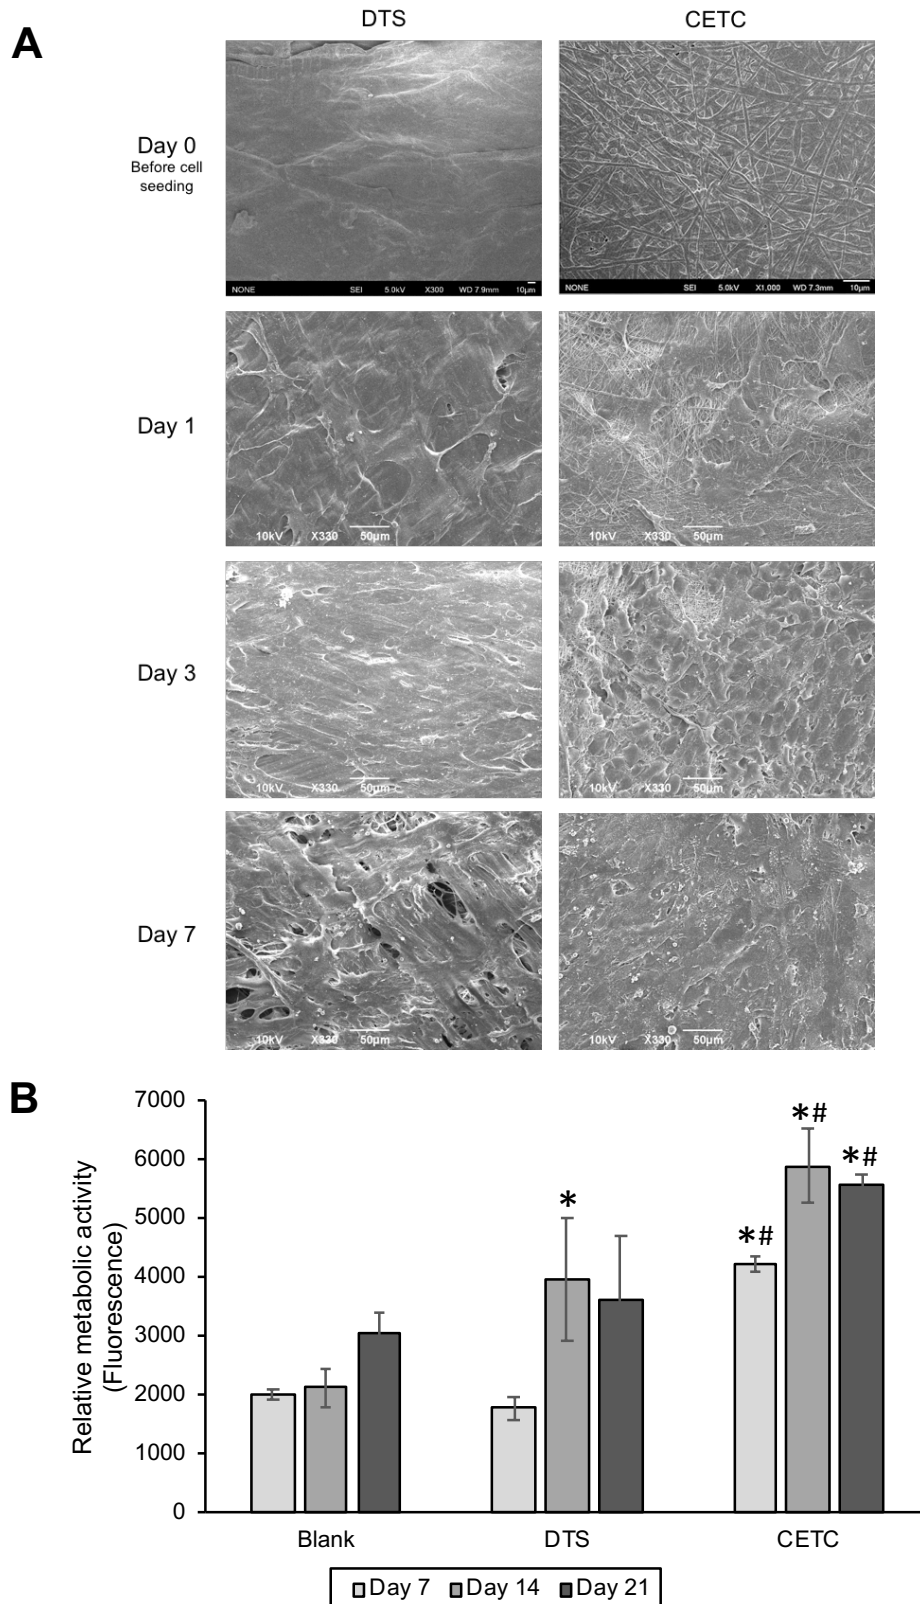 A
DTS
CETC
Day 0
Before cell
seeding
NONE SEI 5.0kV X300 WD 7.9mm 10µm
NONE SEI 5.0kV X1,000 WD 7.3mm 10µm
Day 1
10kV X330 50µm
10kV X330 50µm
Day 3
10kV X330 50µm
10kV X330 50µm
Day 7
10kV X330 50µm
10kV X330 50µm
B
Relative metabolic activity
(Fluorescence)
7000
6000
5000
4000
3000
2000
1000
0
*
*#
*#
*#
Blank
DTS
CETC
Day 7 Day 14 Day 21